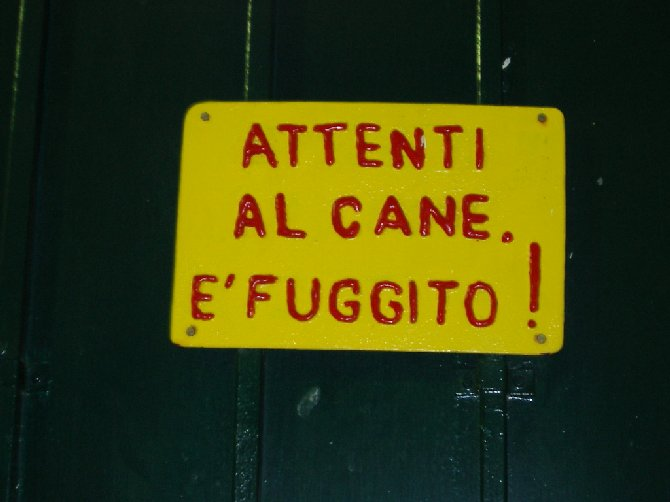 ATTENTI
AL CANE.
E' FUGGITO!